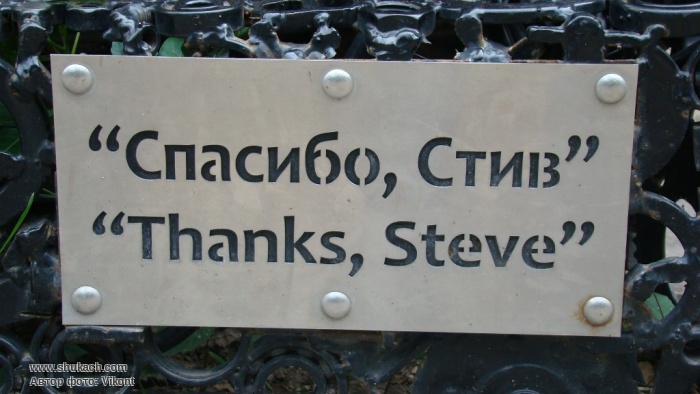 “Спасибо, Стив”
“Thanks, Steve”
www.shukach.com
Автор фото: Vikont